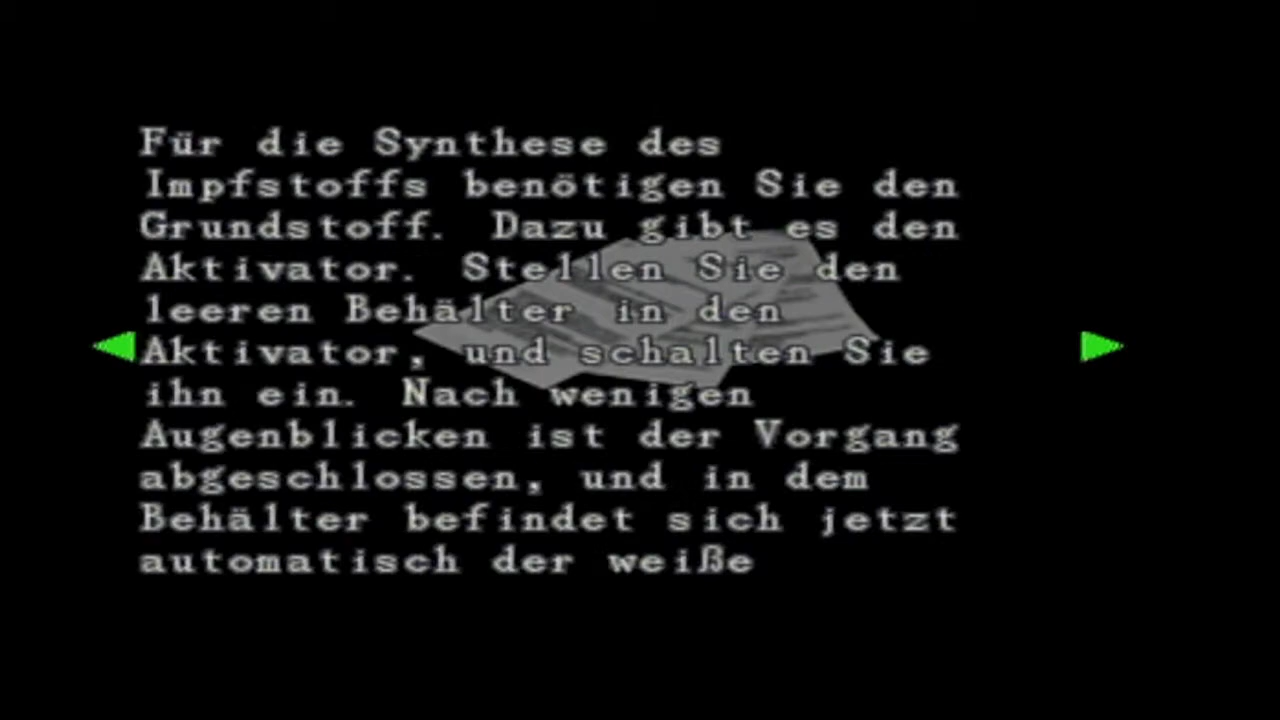 Für die Synthese des
Impfstoffs benötigen Sie den
Grundstoff. Dazu gibt es den
Aktivator. Stellen Sie den
leeren Behälter in den
Aktivator, und schalten Sie
ihn ein. Nach wenigen
Augenblicken ist der Vorgang
abgeschlossen, und in dem
Behälter befindet sich jetzt
automatisch der weiße